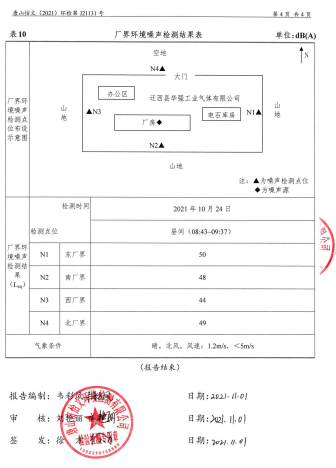 唐山怡文（2021）环检第 J21131 号 第 4 页 共 4 页
表 10 厂界环境噪声检测结果表 单位：dB(A)
厂界环境噪声检测点位布设示意图
空地
N4▲
N
大门
办公区
迁西县华强工业气体有限公司
山地
▲N3
厂房◆
电石库房
N1▲
山地
N2▲
山地
注：▲为噪声检测点位
◆为噪声源
厂界环境噪声检测结果（Leq）
检测时间 2021 年 10 月 24 日
检测点位 昼间（08:43-09:37）
N1 东厂界 50
N2 南厂界 48
N3 西厂界 44
N4 北厂界 49
气象条件 晴，北风，风速：1.2m/s，＜5m/s
（报告结束）
报告编制： 日期：2021.11.01
审 核： 日期：2021.11.01
签 发： 日期：2021.11.01